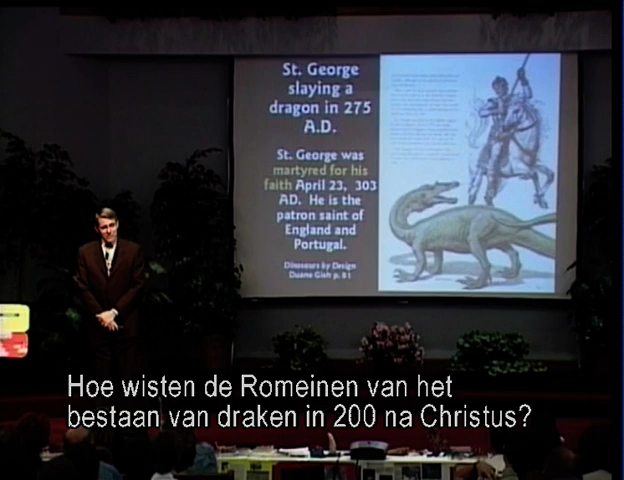 St. George
slaying a
dragon in 275
A.D.
St. George was
martyred for his
faith April 23, 303
AD. He is the
patron saint of
England and
Portugal.
Dinosaurs by Design
Duane Gish p. 81
Hoe wisten de Romeinen van het
bestaan van draken in 200 na Christus?